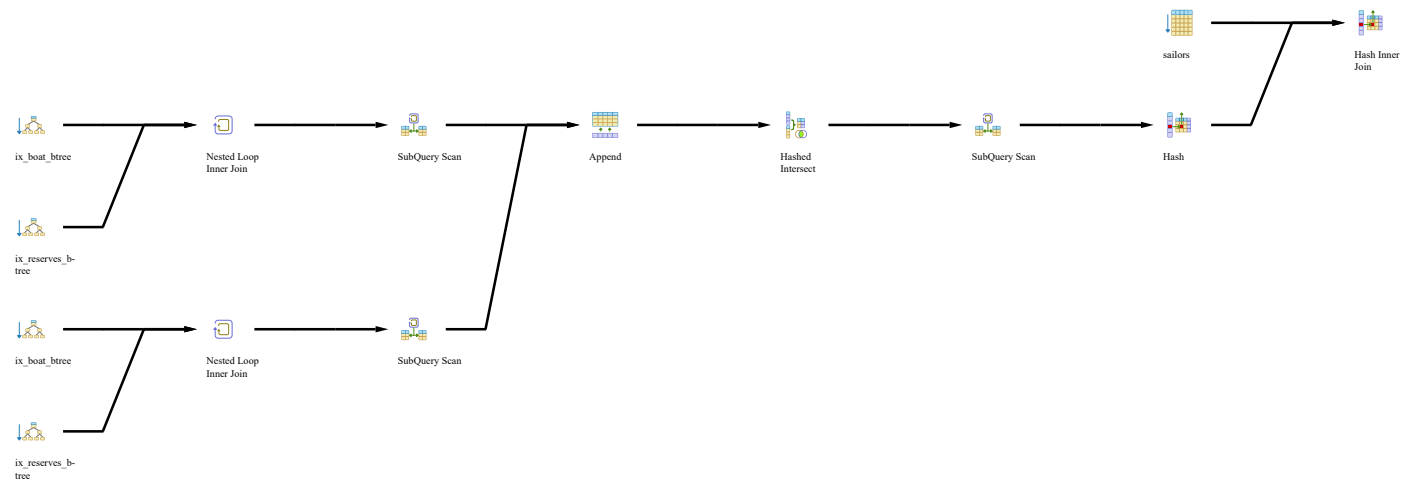 sailors
Hash Inner
Join
ix_boat_btree
Nested Loop
Inner Join
SubQuery Scan
Append
Hashed
Intersect
SubQuery Scan
Hash
ix_reserves_b-
tree
ix_boat_btree
Nested Loop
Inner Join
SubQuery Scan
ix_reserves_b-
tree